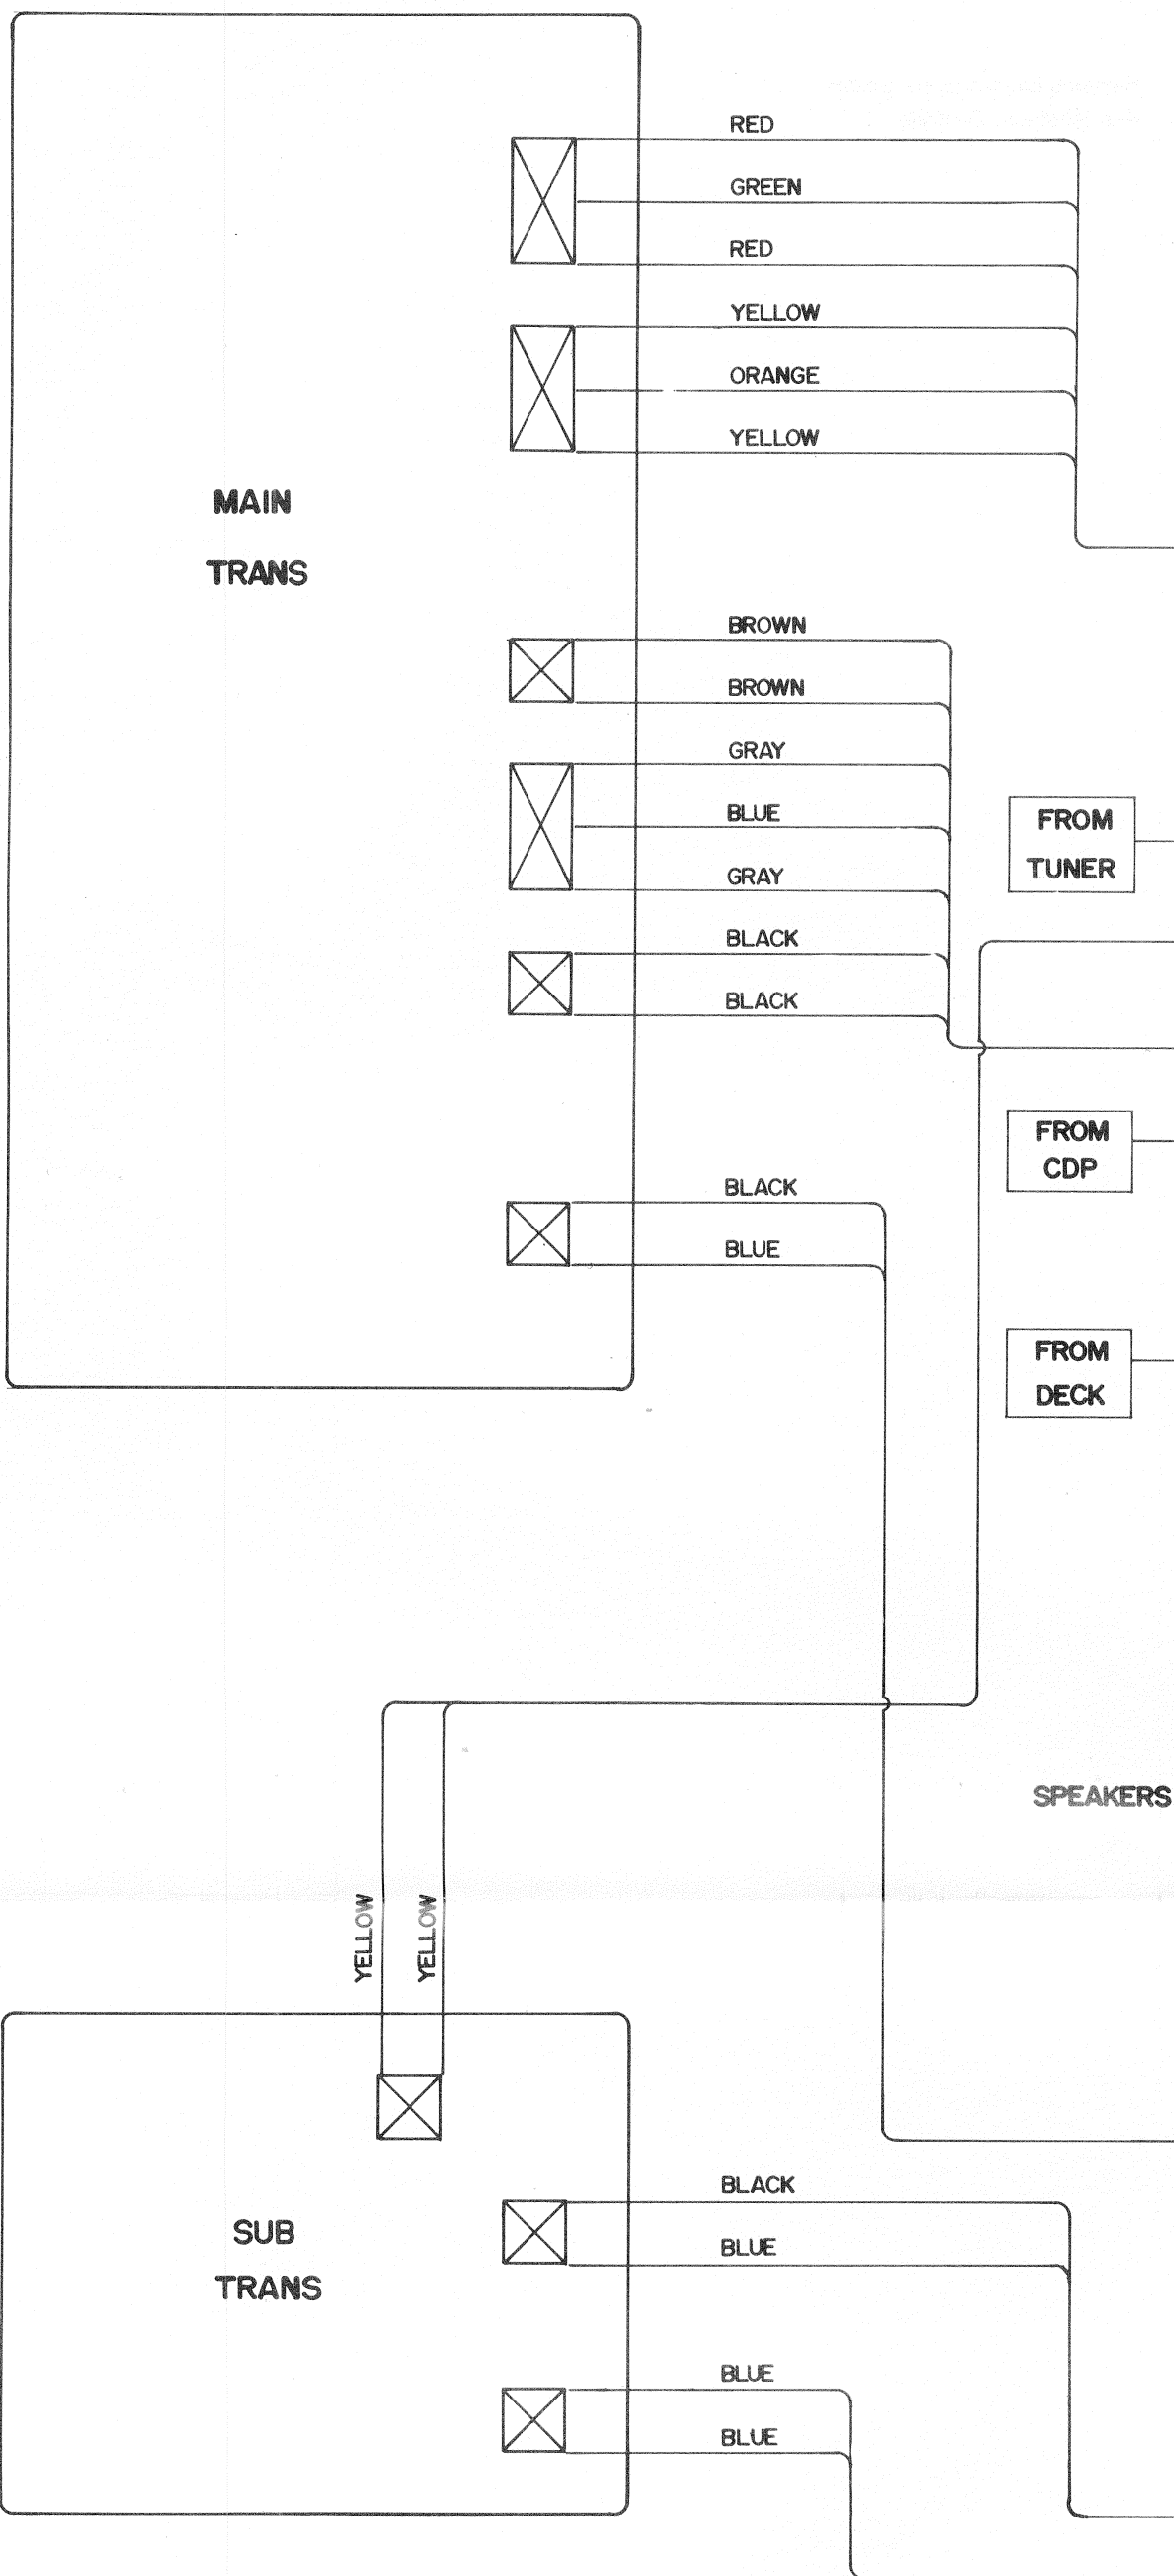 RED
GREEN
RED
YELLOW
ORANGE
YELLOW
MAIN
TRANS
BROWN
BROWN
GRAY
BLUE
GRAY
BLACK
BLACK
FROM
TUNER
FROM
CDP
BLACK
BLUE
FROM
DECK
SPEAKERS
YELLOW
YELLOW
SUB
TRANS
BLACK
BLUE
BLUE
BLUE